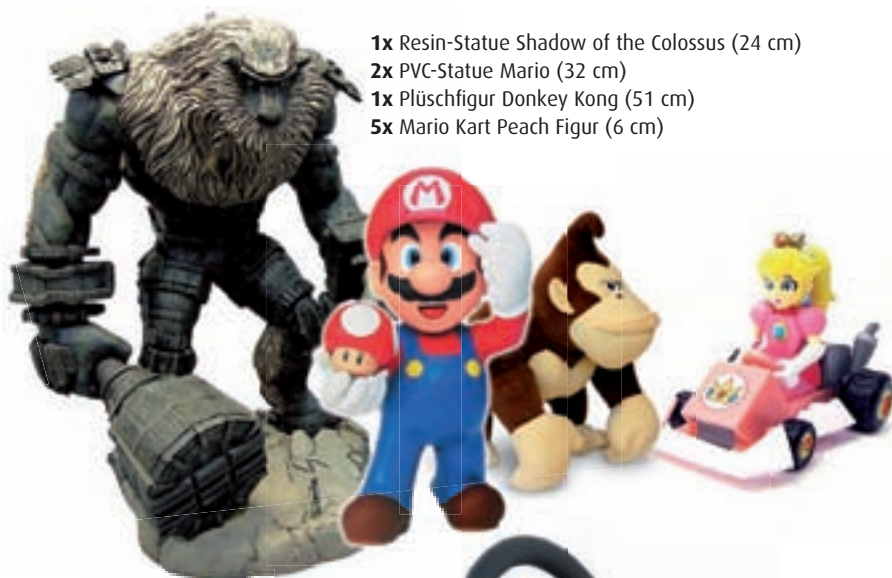 1x Resin-Statue Shadow of the Colossus (24 cm)
2x PVC-Statue Mario (32 cm)
1x Plüschfigur Donkey Kong (51 cm)
5x Mario Kart Peach Figur (6 cm)
M